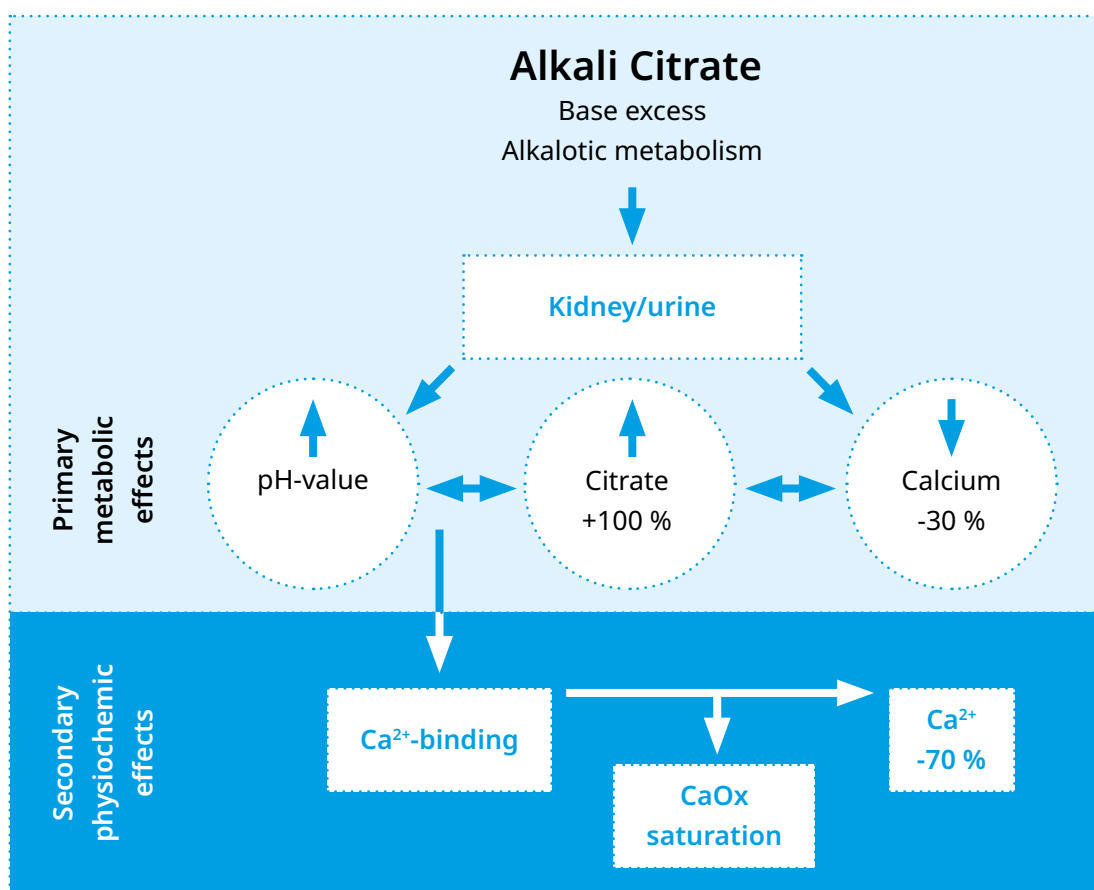 Alkali Citrate
Base excess
Alkalotic metabolism
Kidney/urine
Primary
metabolic
effects
pH-value
Citrate
+100 %
Calcium
-30 %
Secondary
physiochemic
effects
Ca²⁺-binding
CaOx
saturation
Ca²⁺
-70 %